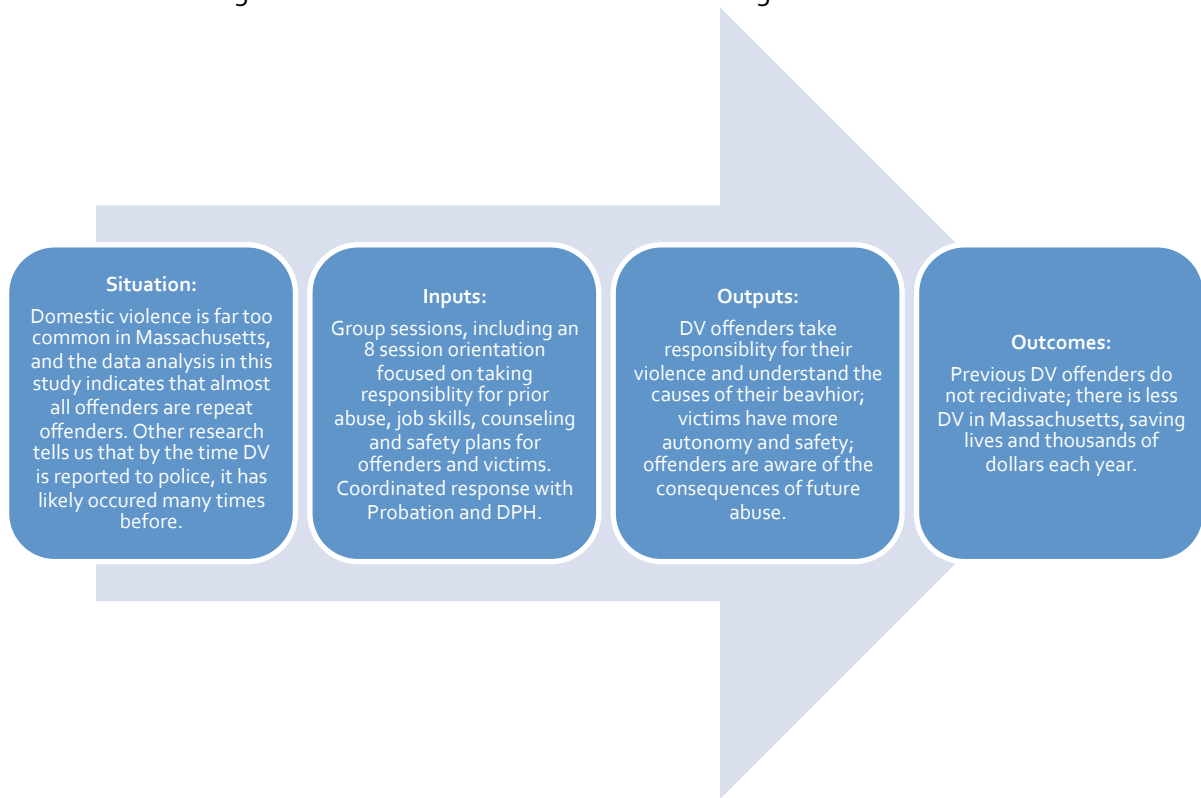 Situation:
Domestic violence is far too
common in Massachusetts,
and the data analysis in this
study indicates that almost
all offenders are repeat
offenders. Other research
tells us that by the time DV
is reported to police, it has
likely occured many times
before.
Inputs:
Group sessions, including an
8 session orientation
focused on taking
responsiblity for prior
abuse, job skills, counseling
and safety plans for
offenders and victims.
Coordinated response with
Probation and DPH.
Outputs:
DV offenders take
responsiblity for their
violence and understand the
causes of their beavhior;
victims have more
autonomy and safety;
offenders are aware of the
consequences of future
abuse.
Outcomes:
Previous DV offenders do
not recidivate; there is less
DV in Massachusetts, saving
lives and thousands of
dollars each year.